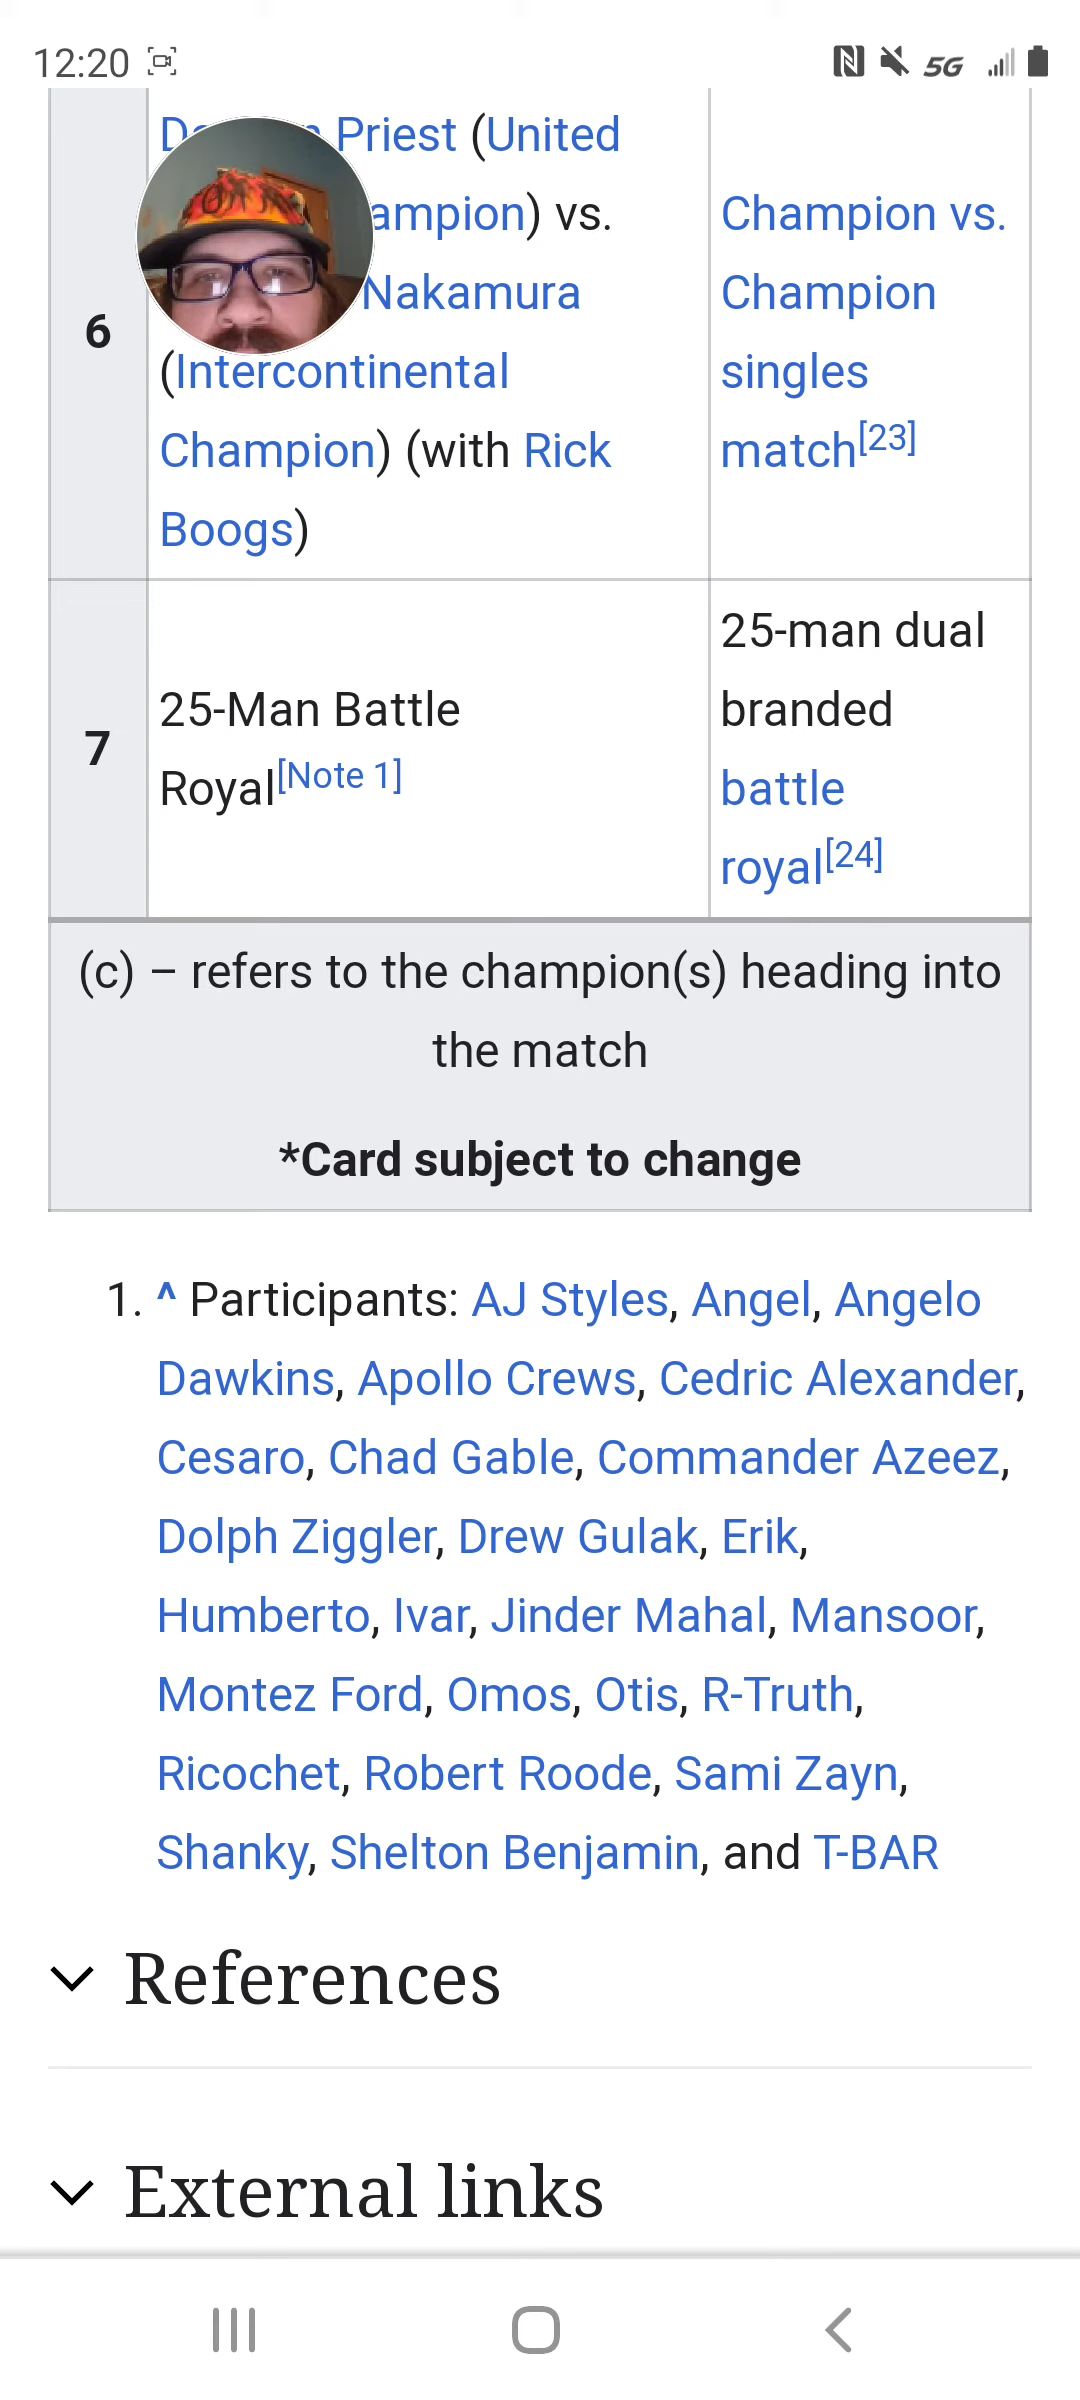 12:20 5G
Priest (United
ampion) vs.
Nakamura
(Intercontinental
Champion) (with Rick
Boogs)
6
Champion vs.
Champion
singles
match[23]
7
25-Man Battle
Royal[Note 1]
25-man dual
branded
battle
royal[24]
(c) – refers to the champion(s) heading into
the match
*Card subject to change
1. ^ Participants: AJ Styles, Angel, Angelo
Dawkins, Apollo Crews, Cedric Alexander,
Cesaro, Chad Gable, Commander Azeez,
Dolph Ziggler, Drew Gulak, Erik,
Humberto, Ivar, Jinder Mahal, Mansoor,
Montez Ford, Omos, Otis, R-Truth,
Ricochet, Robert Roode, Sami Zayn,
Shanky, Shelton Benjamin, and T-BAR
References
External links